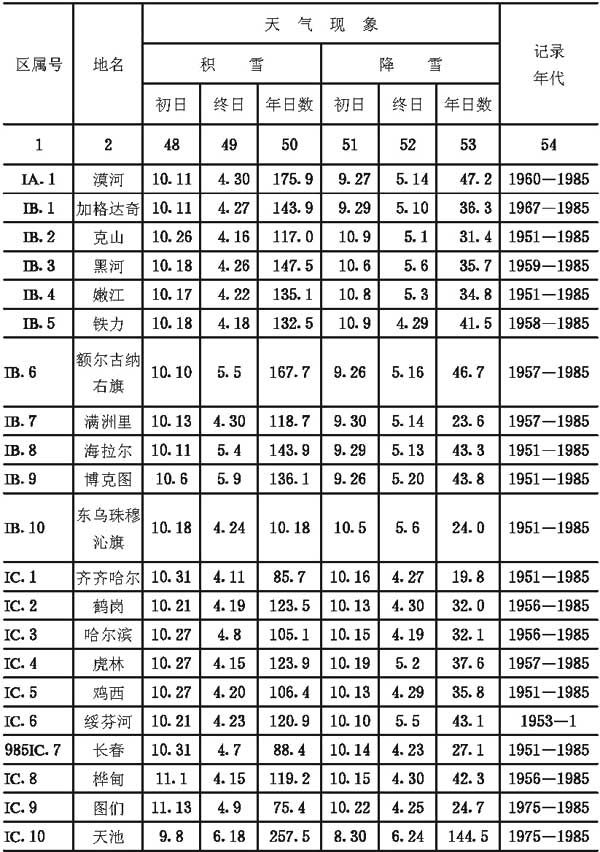 区属号 地名 天气现象 记录年代
积雪 降雪
初日 终日 年日数 初日 终日 年日数
1 2 48 49 50 51 52 53 54
IA.1 漠河 10.11 4.30 175.9 9.27 5.14 47.2 1960—1985
IB.1 加格达奇 10.11 4.27 143.9 9.29 5.10 36.3 1967—1985
IB.2 克山 10.26 4.16 117.0 10.9 5.1 31.4 1951—1985
IB.3 黑河 10.18 4.26 147.5 10.6 5.6 35.7 1959—1985
IB.4 嫩江 10.17 4.22 135.1 10.8 5.3 34.8 1951—1985
IB.5 铁力 10.18 4.18 132.5 10.9 4.29 41.5 1958—1985
IB.6 额尔古纳右旗 10.10 5.5 167.7 9.26 5.16 46.7 1957—1985
IB.7 满洲里 10.13 4.30 118.7 9.30 5.14 23.6 1957—1985
IB.8 海拉尔 10.11 5.4 143.9 9.29 5.13 43.3 1951—1985
IB.9 博克图 10.6 5.9 136.1 9.26 5.20 43.8 1951—1985
IB.10 东乌珠穆沁旗 10.18 4.24 10.18 10.5 5.6 24.0 1951—1985
IC.1 齐齐哈尔 10.31 4.11 85.7 10.16 4.27 19.8 1951—1985
IC.2 鹤岗 10.21 4.19 123.5 10.13 4.30 32.0 1956—1985
IC.3 哈尔滨 10.27 4.8 105.1 10.15 4.19 32.1 1956—1985
IC.4 虎林 10.27 4.15 123.9 10.19 5.2 37.6 1957—1985
IC.5 鸡西 10.27 4.20 106.4 10.13 4.29 35.8 1951—1985
IC.6 绥芬河 10.21 4.23 120.9 10.10 5.5 43.1 1953—1
985IC.7 长春 10.31 4.7 88.4 10.14 4.23 27.1 1951—1985
IC.8 桦甸 11.1 4.15 119.2 10.15 4.30 42.3 1956—1985
IC.9 图们 11.13 4.9 75.4 10.22 4.25 24.7 1975—1985
IC.10 天池 9.8 6.18 257.5 8.30 6.24 144.5 1975—1985